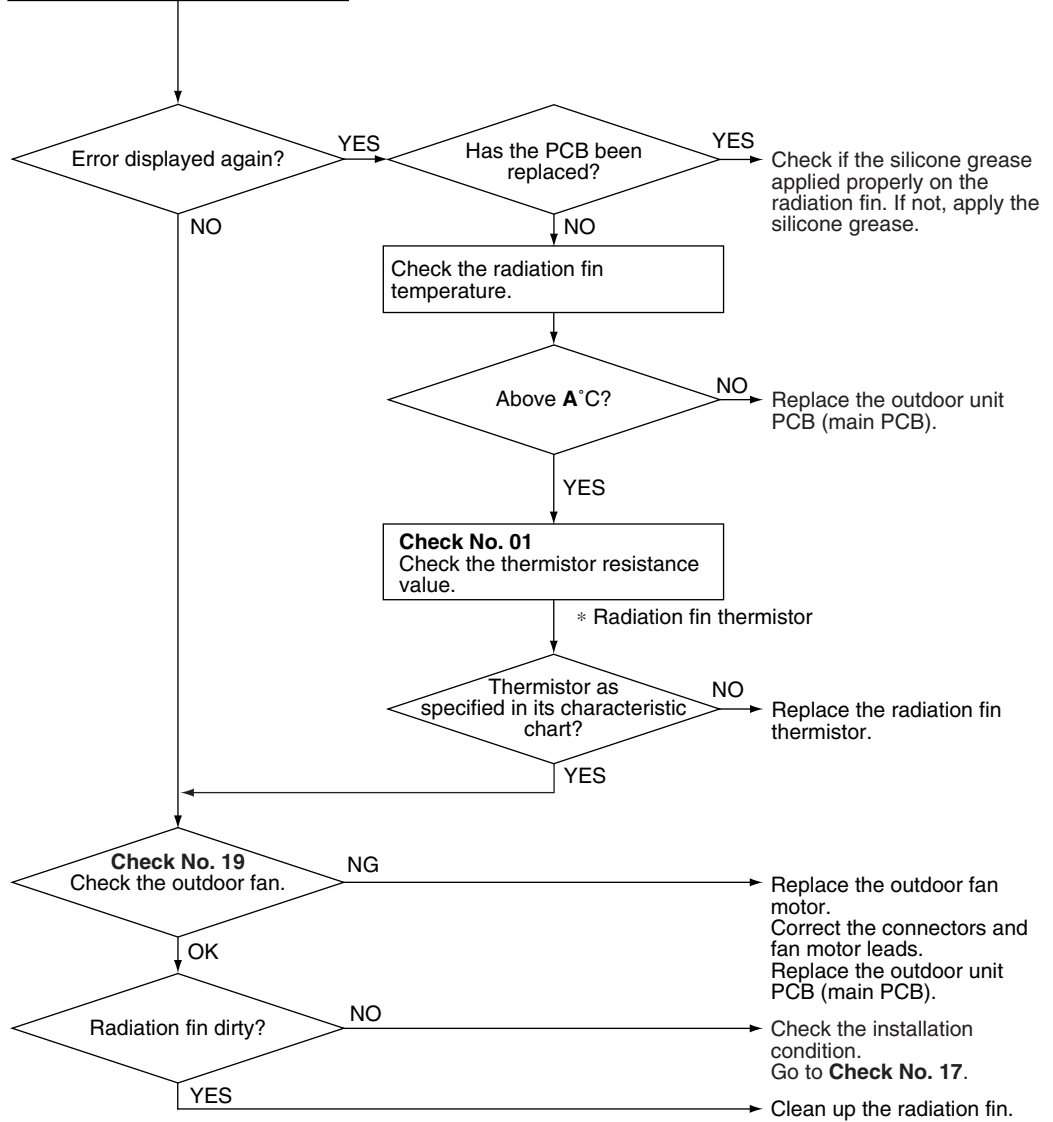 Error displayed again?
YES
Has the PCB been
replaced?
YES
Check if the silicone grease
applied properly on the
radiation fin. If not, apply the
silicone grease.
NO
NO
Check the radiation fin
temperature.
Above A°C?
NO
Replace the outdoor unit
PCB (main PCB).
YES
Check No. 01
Check the thermistor resistance
value.
* Radiation fin thermistor
Thermistor as
specified in its characteristic
chart?
NO
Replace the radiation fin
thermistor.
YES
Check No. 19
Check the outdoor fan.
NG
Replace the outdoor fan
motor.
Correct the connectors and
fan motor leads.
Replace the outdoor unit
PCB (main PCB).
OK
Radiation fin dirty?
NO
Check the installation
condition.
Go to Check No. 17.
YES
Clean up the radiation fin.